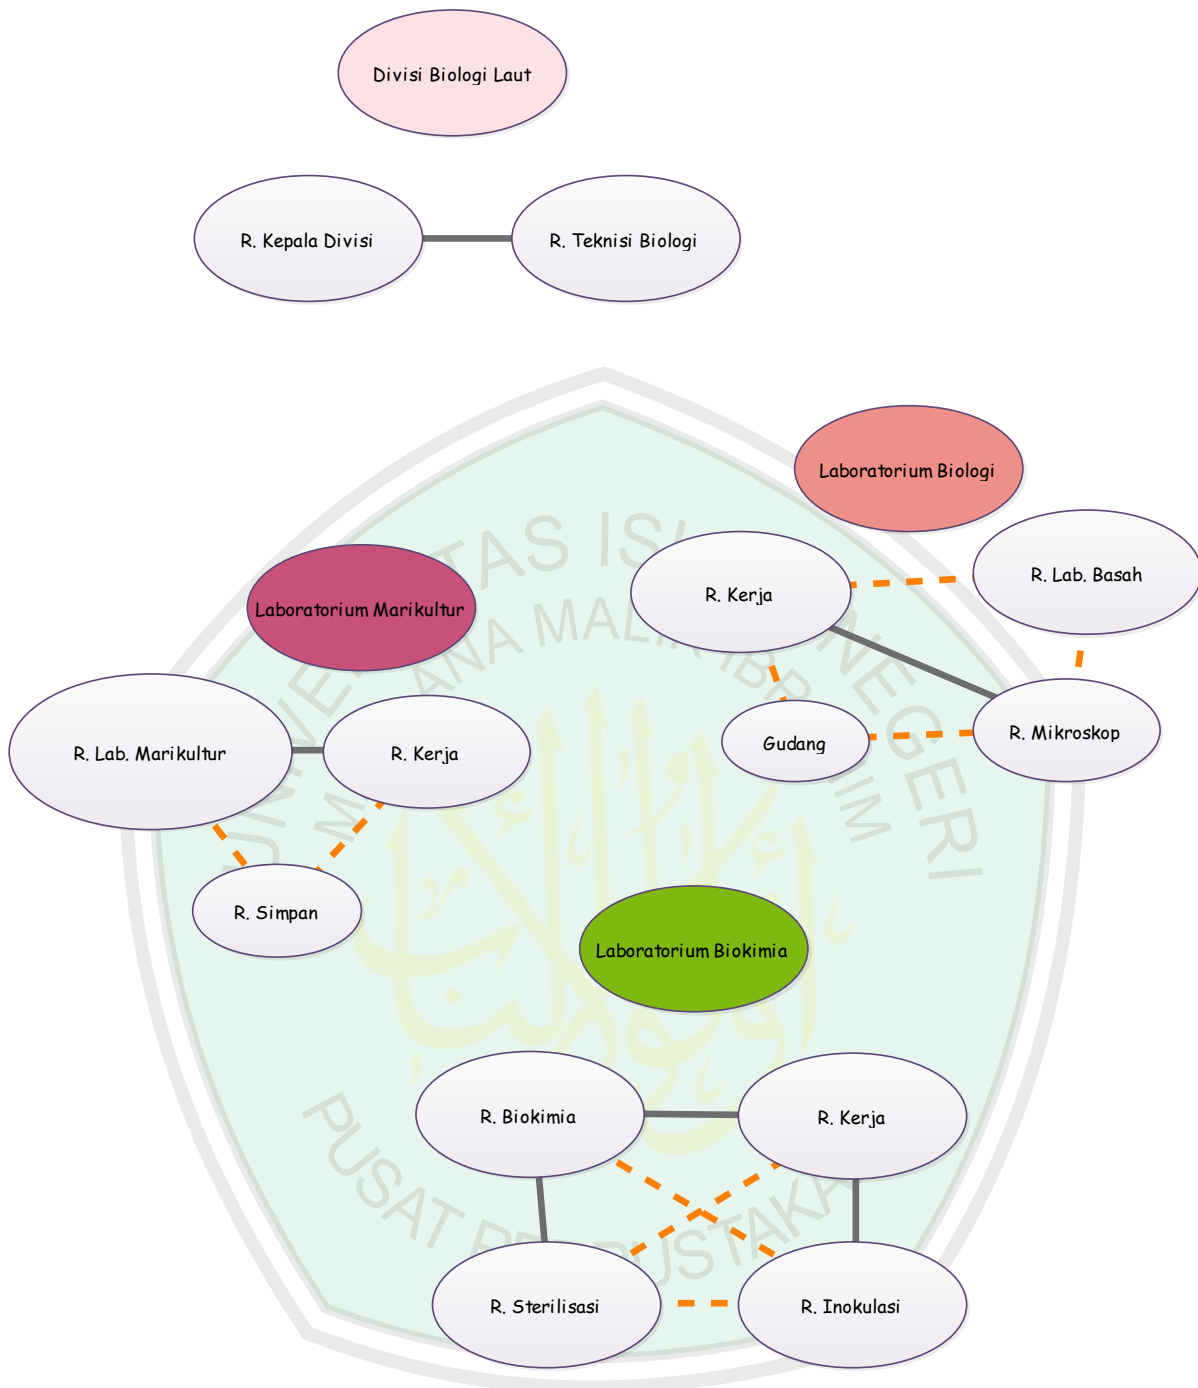 Divisi Biologi Laut
R. Kepala Divisi
R. Teknisi Biologi
Laboratorium Biologi
R. Kerja
R. Lab. Basah
Gudang
R. Mikroskop
Laboratorium Marikultur
R. Lab. Marikultur
R. Kerja
R. Simpan
Laboratorium Biokimia
R. Biokimia
R. Kerja
R. Sterilisasi
R. Inokulasi